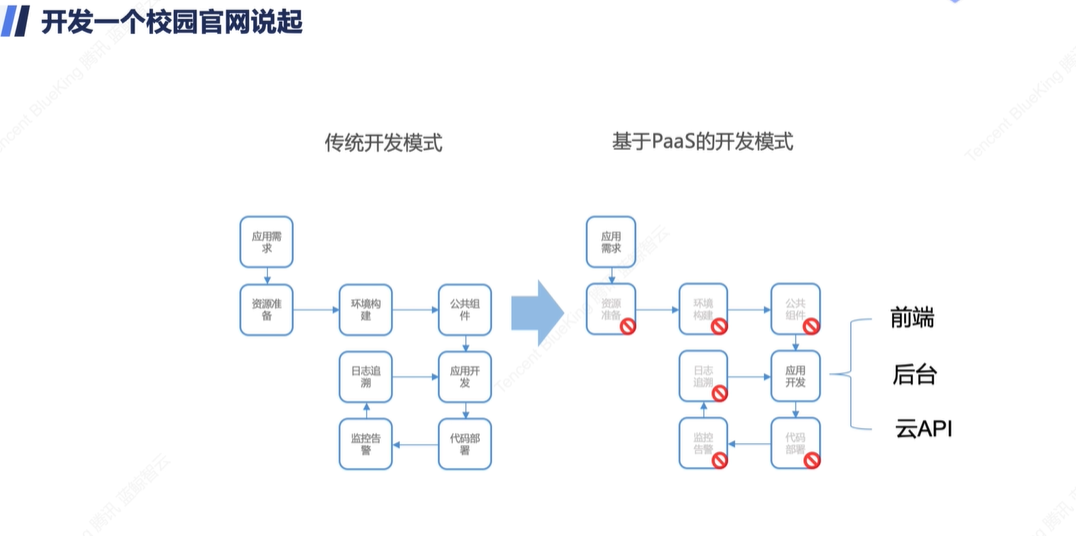 开发一个校园官网说起
传统开发模式
基于PaaS的开发模式
应用需
求
资源准
备
环境构
建
公共组
件
日志追
溯
应用开
发
监控告
警
代码部
署
应用
需求
资源
准备
环境
构建
公共
组件
日志
追溯
应用
开发
监控
告警
代码
部署
前端
后台
云API
Tencent BlueKing 腾讯 蓝鲸智云